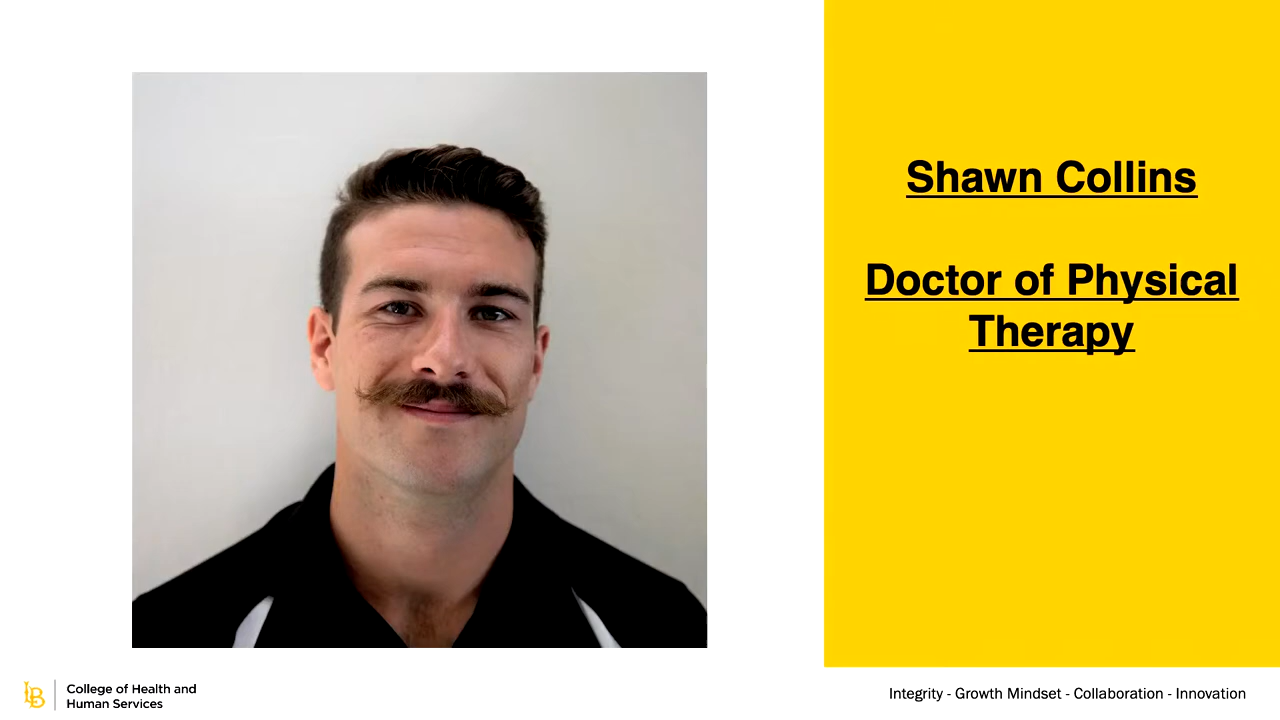 Shawn Collins
Doctor of Physical
Therapy
LB
College of Health and
Human Services
Integrity - Growth Mindset - Collaboration - Innovation